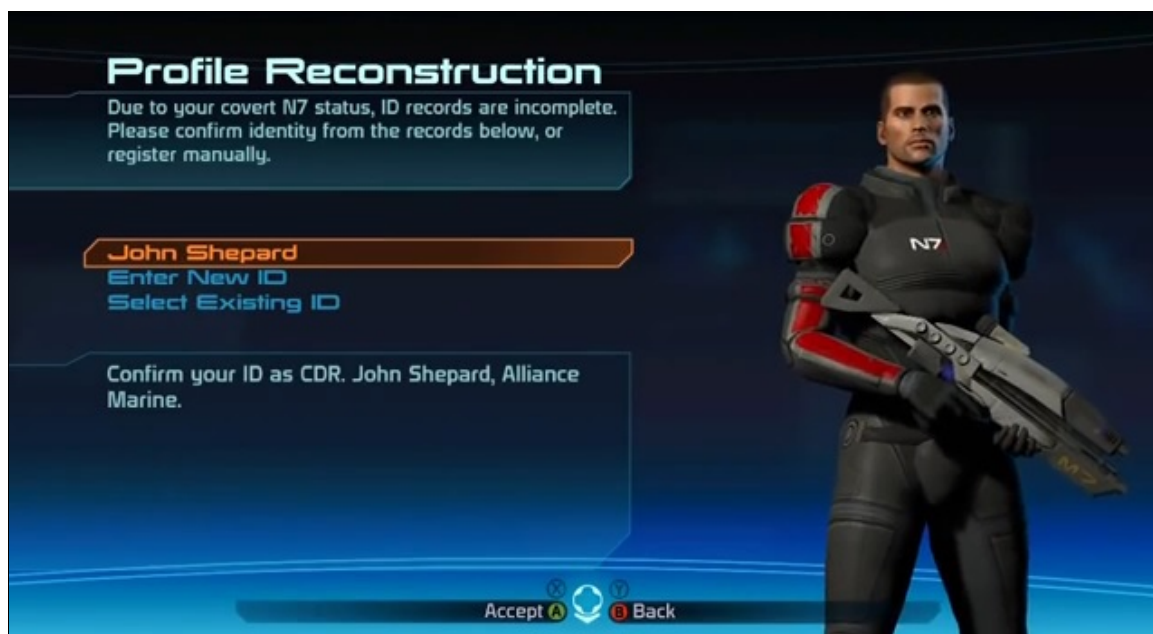 Profile Reconstruction
Due to your covert N7 status, ID records are incomplete.
Please confirm identity from the records below, or
register manually.
John Shepard
Enter New ID
Select Existing ID
Confirm your ID as CDR. John Shepard, Alliance
Marine.
N7
M7
X Y
Accept A B Back